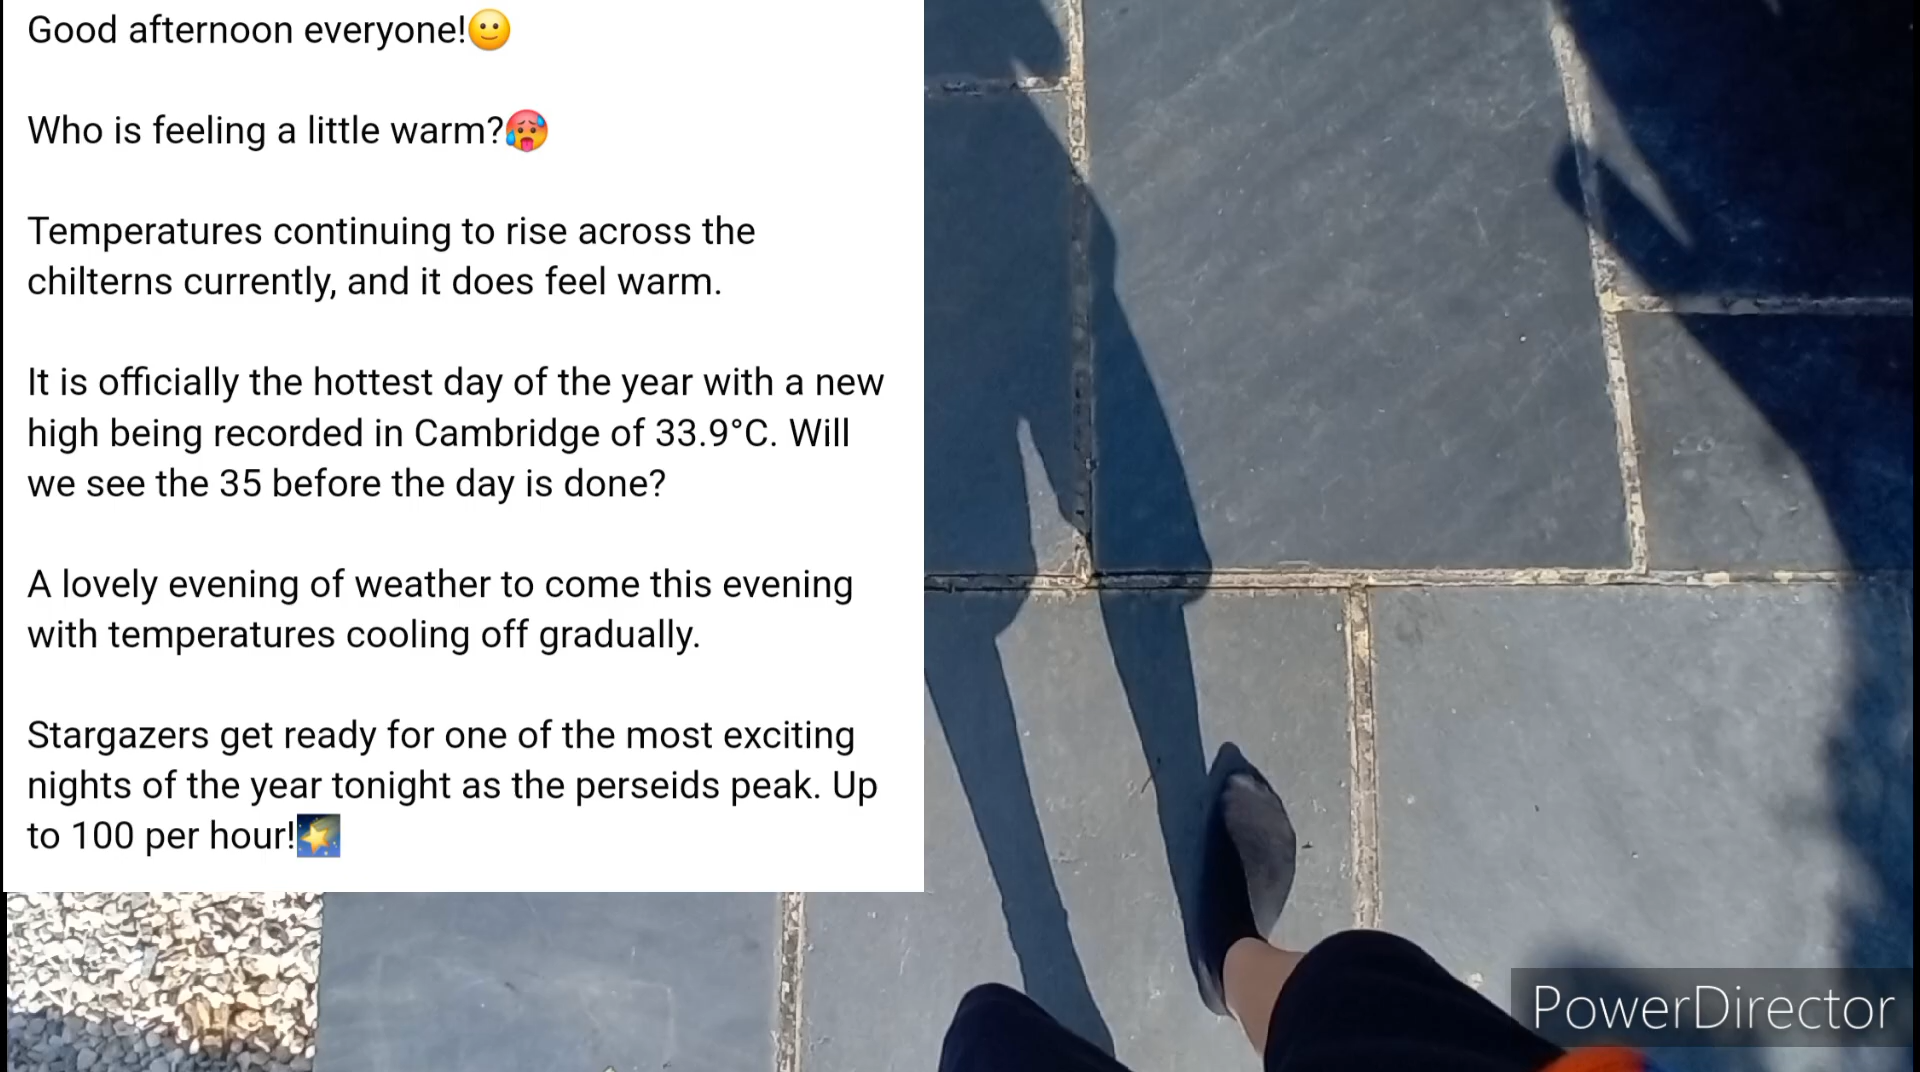 Good afternoon everyone!🙂
Who is feeling a little warm?🥵
Temperatures continuing to rise across the
chilterns currently, and it does feel warm.
It is officially the hottest day of the year with a new
high being recorded in Cambridge of 33.9°C. Will
we see the 35 before the day is done?
A lovely evening of weather to come this evening
with temperatures cooling off gradually.
Stargazers get ready for one of the most exciting
nights of the year tonight as the perseids peak. Up
to 100 per hour!🌠
PowerDirector